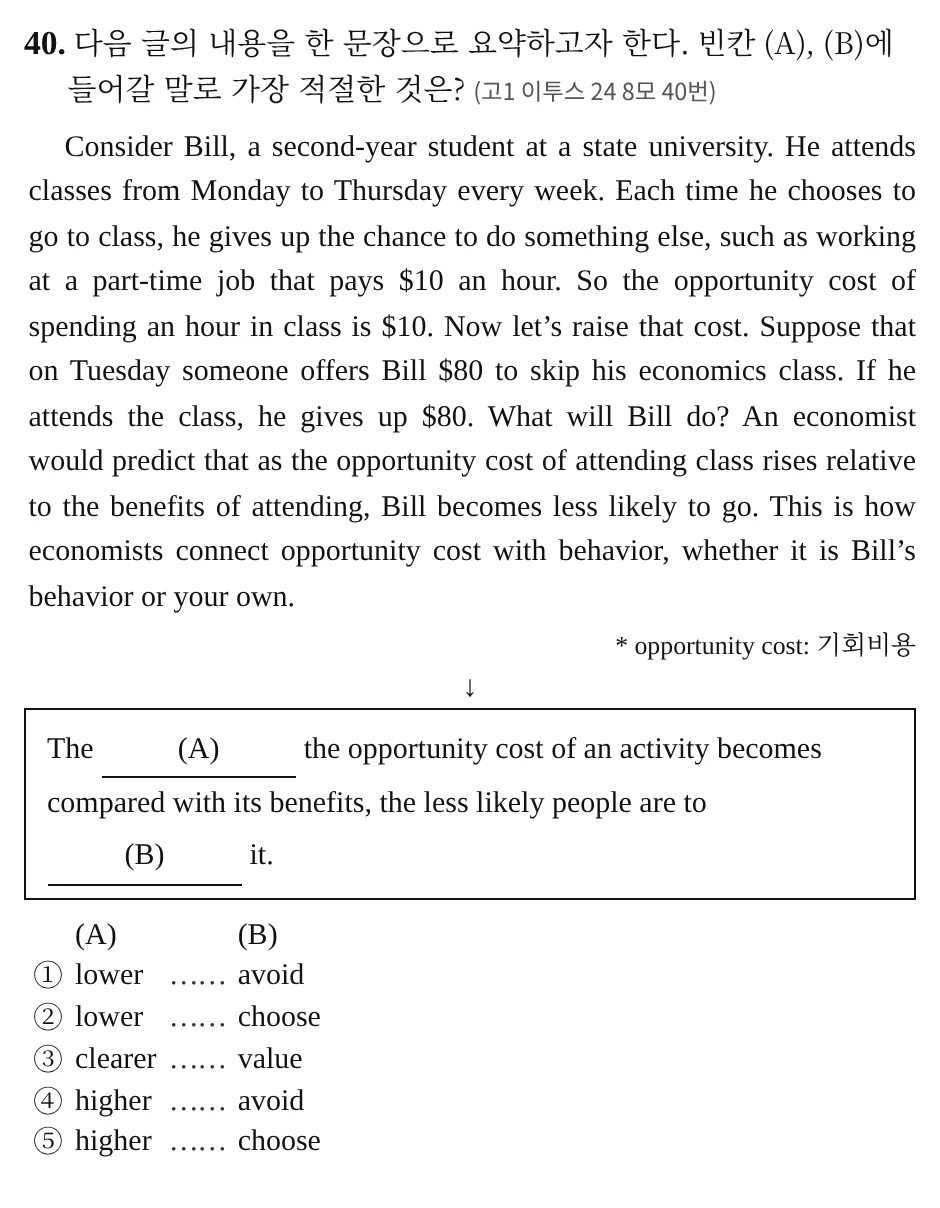 40. 다음 글의 내용을 한 문장으로 요약하고자 한다. 빈칸 (A), (B)에
들어갈 말로 가장 적절한 것은? (고1 이투스 24 8모 40번)
Consider Bill, a second-year student at a state university. He attends
classes from Monday to Thursday every week. Each time he chooses to
go to class, he gives up the chance to do something else, such as working
at a part-time job that pays $10 an hour. So the opportunity cost of
spending an hour in class is $10. Now let’s raise that cost. Suppose that
on Tuesday someone offers Bill $80 to skip his economics class. If he
attends the class, he gives up $80. What will Bill do? An economist
would predict that as the opportunity cost of attending class rises relative
to the benefits of attending, Bill becomes less likely to go. This is how
economists connect opportunity cost with behavior, whether it is Bill’s
behavior or your own.
* opportunity cost: 기회비용
↓
The (A) the opportunity cost of an activity becomes
compared with its benefits, the less likely people are to
(B) it.
(A) (B)
① lower …… avoid
② lower …… choose
③ clearer …… value
④ higher …… avoid
⑤ higher …… choose